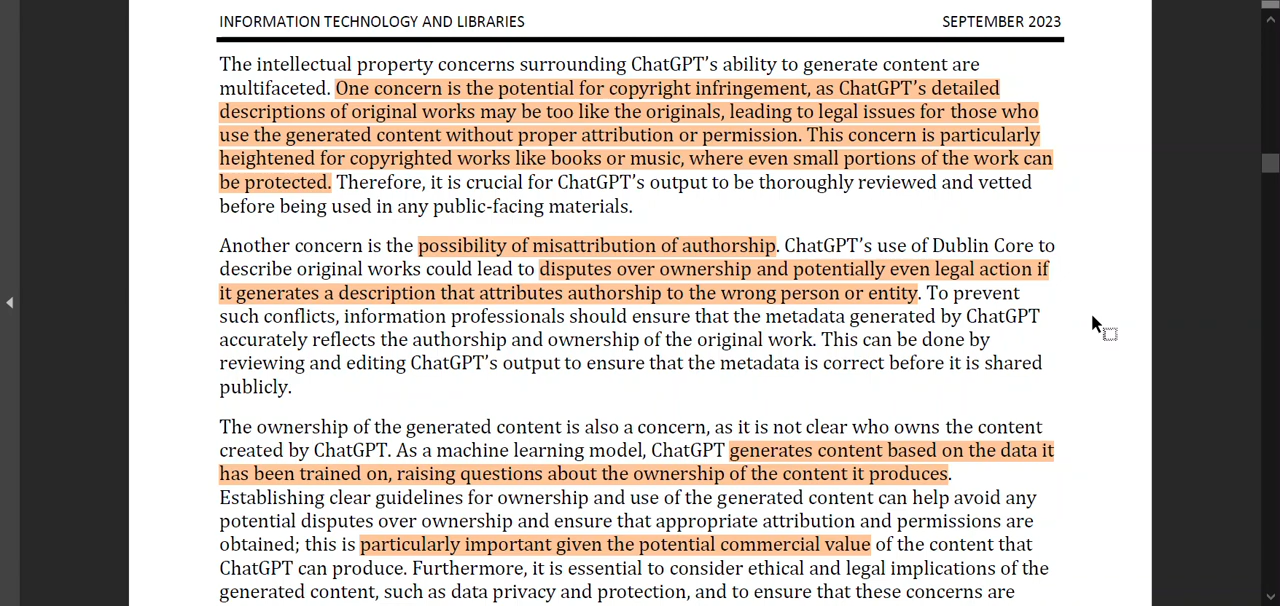 INFORMATION TECHNOLOGY AND LIBRARIES SEPTEMBER 2023
The intellectual property concerns surrounding ChatGPT’s ability to generate content are
multifaceted. One concern is the potential for copyright infringement, as ChatGPT’s detailed
descriptions of original works may be too like the originals, leading to legal issues for those who
use the generated content without proper attribution or permission. This concern is particularly
heightened for copyrighted works like books or music, where even small portions of the work can
be protected. Therefore, it is crucial for ChatGPT’s output to be thoroughly reviewed and vetted
before being used in any public-facing materials.
Another concern is the possibility of misattribution of authorship. ChatGPT’s use of Dublin Core to
describe original works could lead to disputes over ownership and potentially even legal action if
it generates a description that attributes authorship to the wrong person or entity. To prevent
such conflicts, information professionals should ensure that the metadata generated by ChatGPT
accurately reflects the authorship and ownership of the original work. This can be done by
reviewing and editing ChatGPT’s output to ensure that the metadata is correct before it is shared
publicly.
The ownership of the generated content is also a concern, as it is not clear who owns the content
created by ChatGPT. As a machine learning model, ChatGPT generates content based on the data it
has been trained on, raising questions about the ownership of the content it produces.
Establishing clear guidelines for ownership and use of the generated content can help avoid any
potential disputes over ownership and ensure that appropriate attribution and permissions are
obtained; this is particularly important given the potential commercial value of the content that
ChatGPT can produce. Furthermore, it is essential to consider ethical and legal implications of the
generated content, such as data privacy and protection, and to ensure that these concerns are